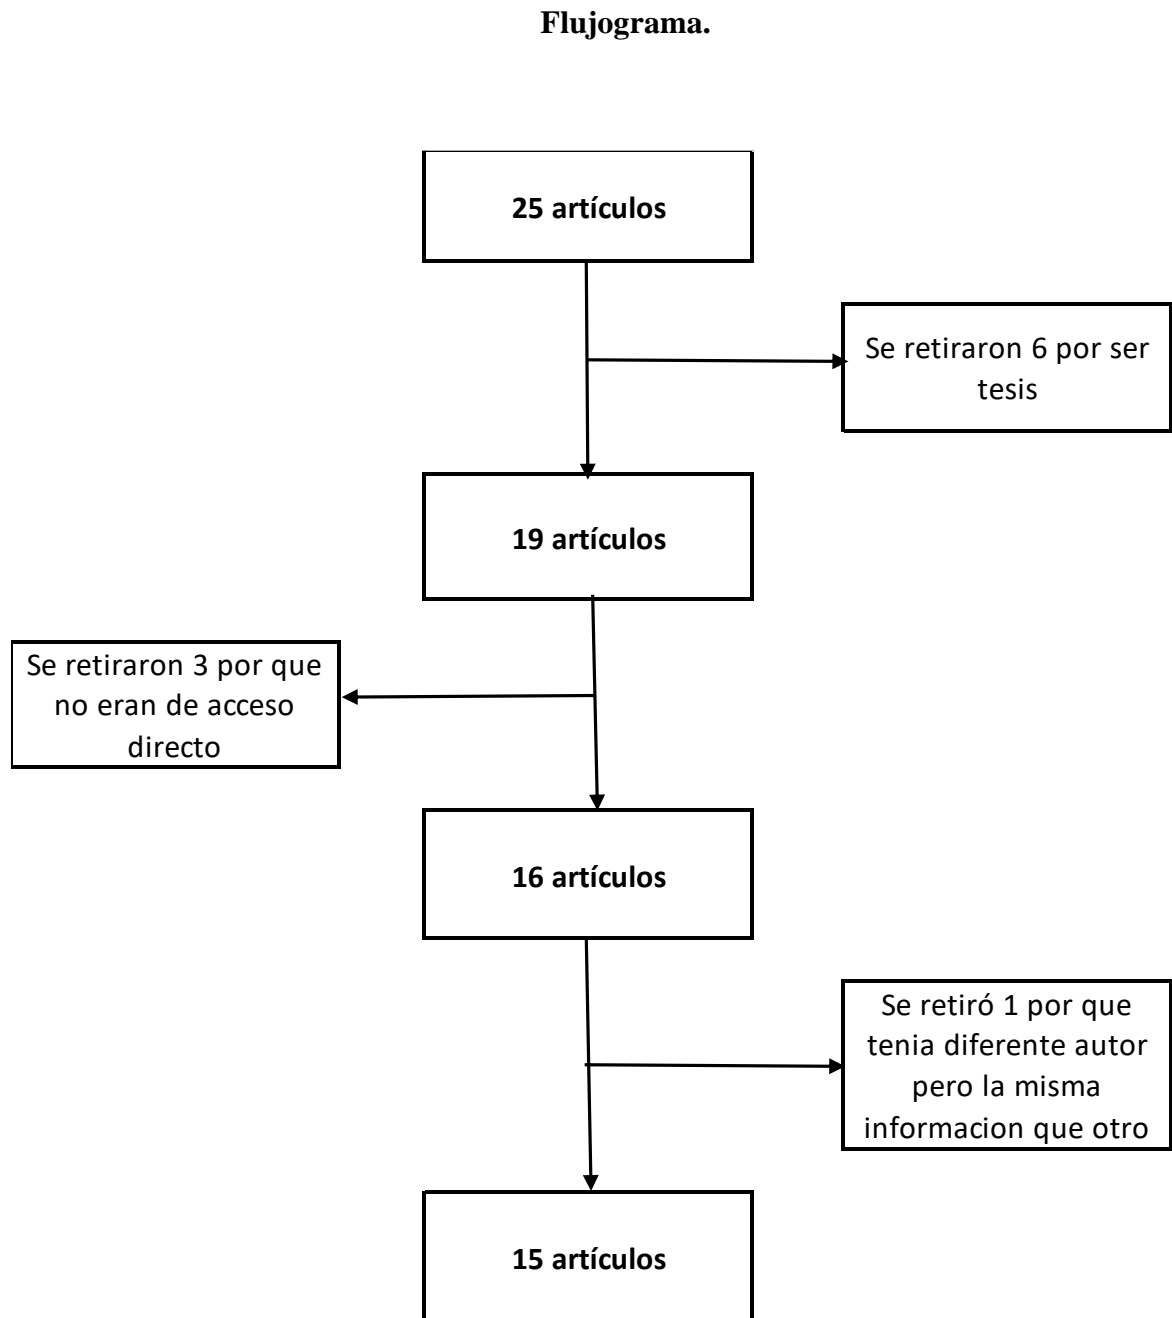 Flujograma.
25 artículos
Se retiraron 6 por ser
tesis
19 artículos
Se retiraron 3 por que
no eran de acceso
directo
16 artículos
Se retiró 1 por que
tenia diferente autor
pero la misma
informacion que otro
15 artículos